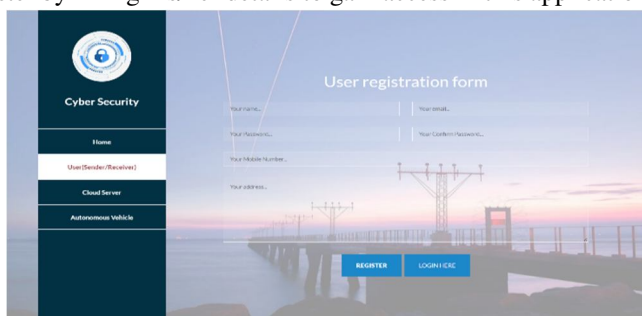 Cyber Security
Home
User(Sender/Receiver)
Cloud Server
Autonomous Vehicle
User registration form
Your name...
Your email...
Your Password...
Your Confirm Password...
Your Mobile Number...
Your address...
REGISTER
LOGIN HERE